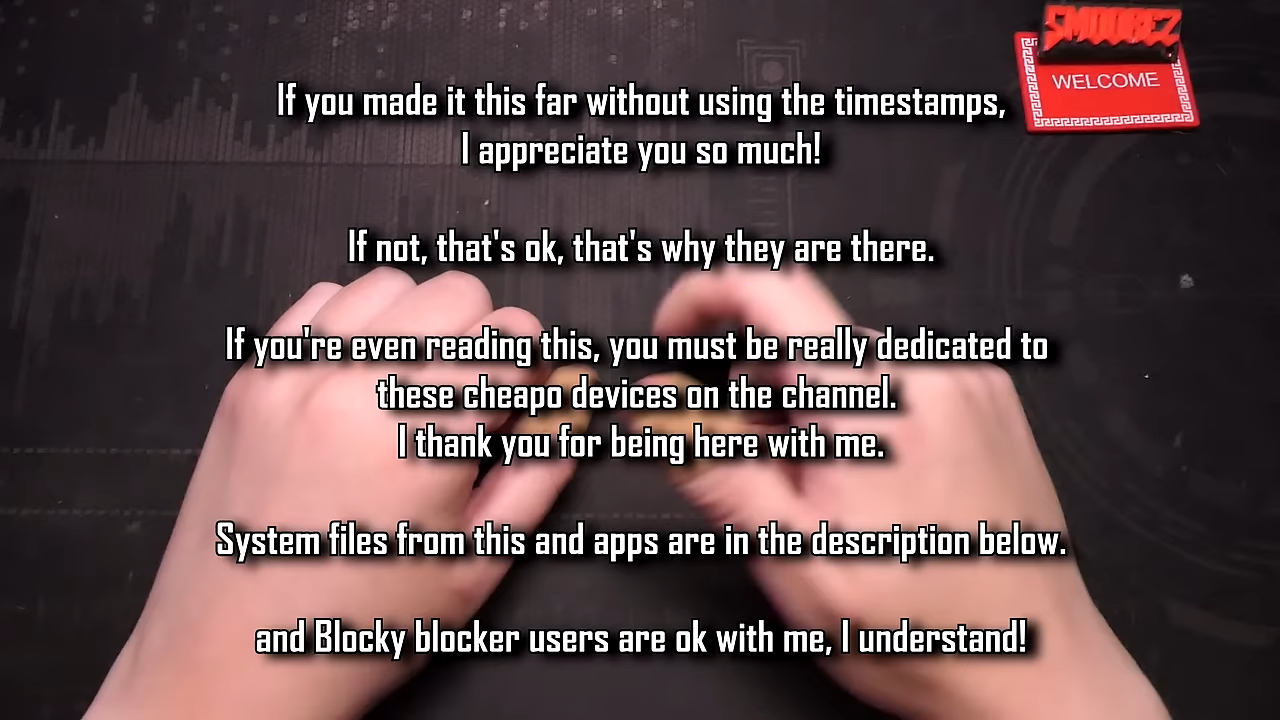 SMOOREZ
WELCOME
If you made it this far without using the timestamps,
I appreciate you so much!
If not, that's ok, that's why they are there.
If you're even reading this, you must be really dedicated to
these cheapo devices on the channel.
I thank you for being here with me.
System files from this and apps are in the description below.
and Blocky blocker users are ok with me, I understand!